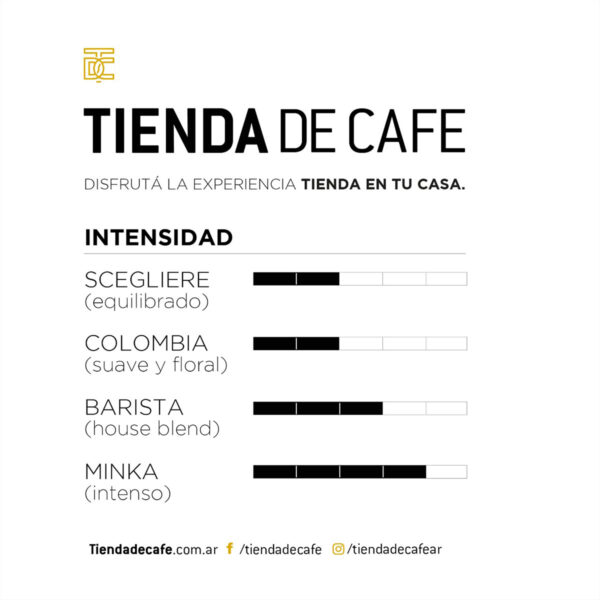 TDC
TIENDA DE CAFE
DISFRUTÁ LA EXPERIENCIA TIENDA EN TU CASA.
INTENSIDAD
SCEGLIERE
(equilibrado)
COLOMBIA
(suave y floral)
BARISTA
(house blend)
MINKA
(intenso)
Tiendadecafe.com.ar f /tiendadecafe /tiendadecafear